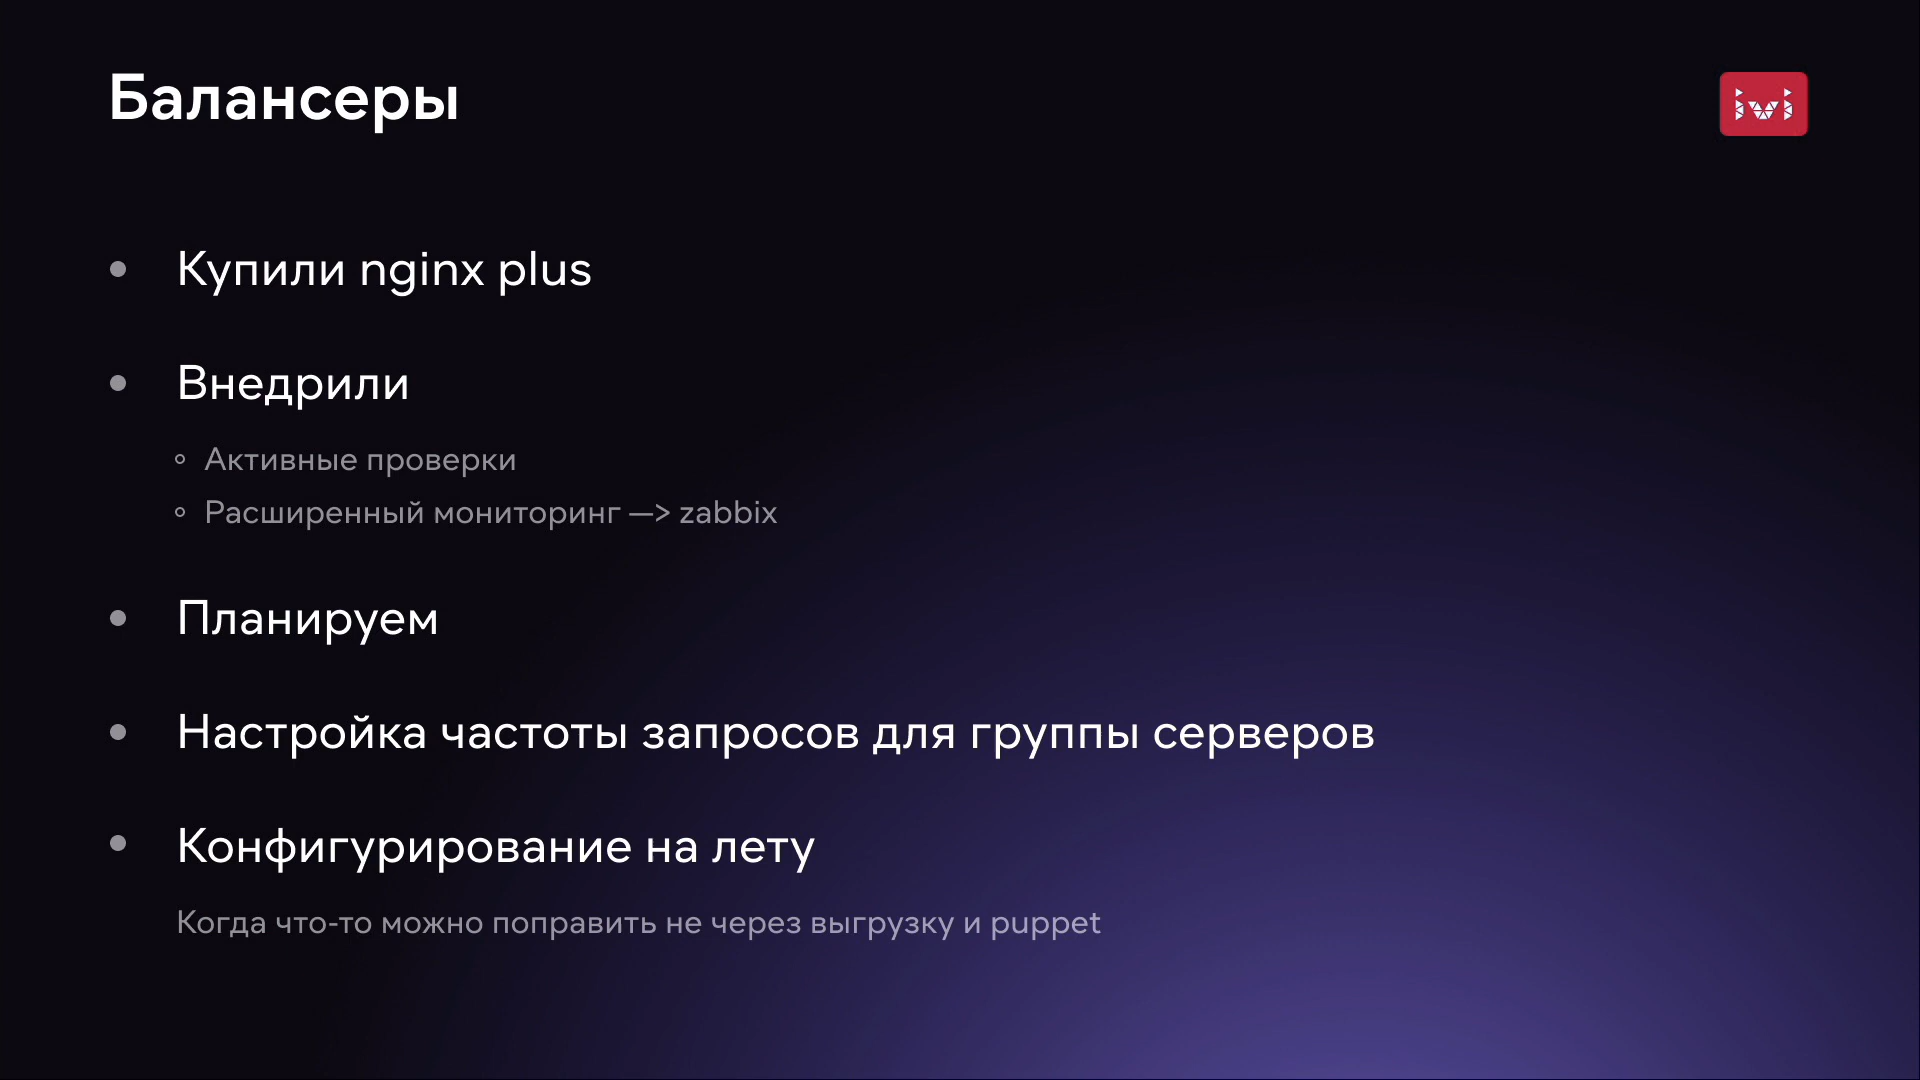 Балансеры
ivi
Купили nginx plus
Внедрили
Активные проверки
Расширенный мониторинг —> zabbix
Планируем
Настройка частоты запросов для группы серверов
Конфигурирование на лету
Когда что-то можно поправить не через выгрузку и puppet